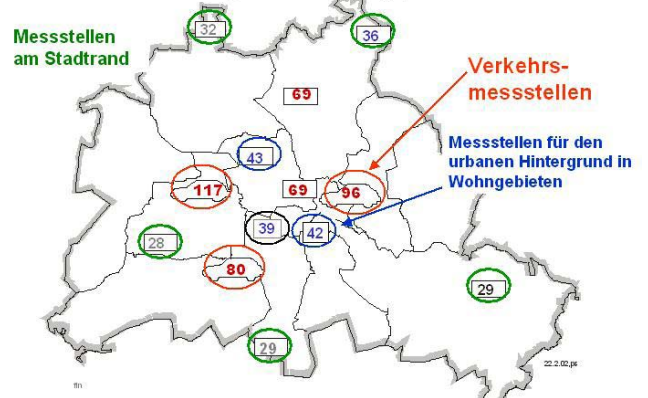 Messstellen
am Stadtrand
32
36
Verkehrs-
messstellen
69
Messstellen für den
urbanen Hintergrund in
Wohngebieten
43
117
69
96
39
42
28
80
29
29
22.2.02,ps
fln